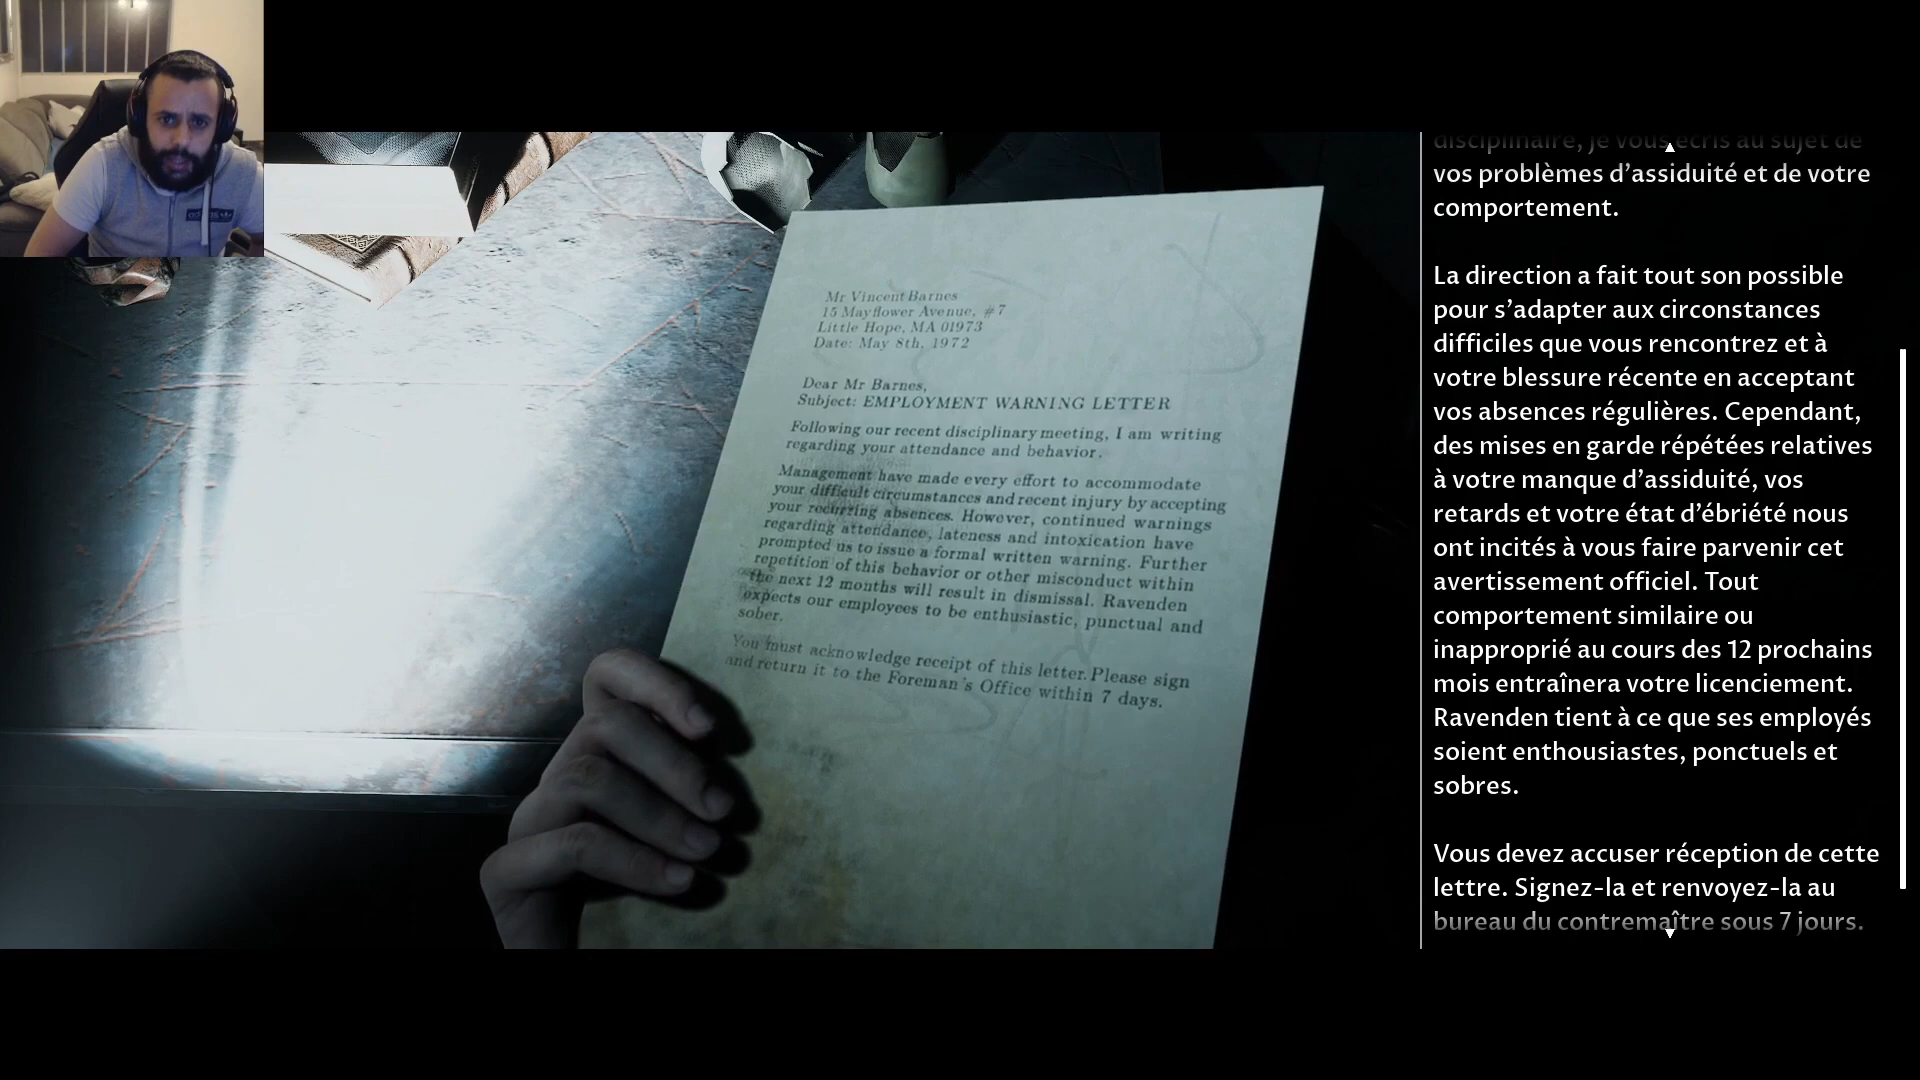 Mr Vincent Barnes
15 Mayflower Avenue, #7
Little Hope, MA 01973
Date: May 8th, 1972
Dear Mr Barnes,
Subject: EMPLOYMENT WARNING LETTER
Following our recent disciplinary meeting, I am writing
regarding your attendance and behavior.
Management have made every effort to accommodate
your difficult circumstances and recent injury by accepting
your recurring absences. However, continued warnings
regarding attendance, lateness and intoxication have
prompted us to issue a formal written warning. Further
repetition of this behavior or other misconduct within
the next 12 months will result in dismissal. Ravenden
expects our employees to be enthusiastic, punctual and
sober.
You must acknowledge receipt of this letter. Please sign
and return it to the Foreman's Office within 7 days.
disciplinaire, je vous écris au sujet de
vos problèmes d'assiduité et de votre
comportement.
La direction a fait tout son possible
pour s'adapter aux circonstances
difficiles que vous rencontrez et à
votre blessure récente en acceptant
vos absences régulières. Cependant,
des mises en garde répétées relatives
à votre manque d'assiduité, vos
retards et votre état d'ébriété nous
ont incités à vous faire parvenir cet
avertissement officiel. Tout
comportement similaire ou
inapproprié au cours des 12 prochains
mois entraînera votre licenciement.
Ravenden tient à ce que ses employés
soient enthousiastes, ponctuels et
sobres.
Vous devez accuser réception de cette
lettre. Signez-la et renvoyez-la au
bureau du contremaître sous 7 jours.